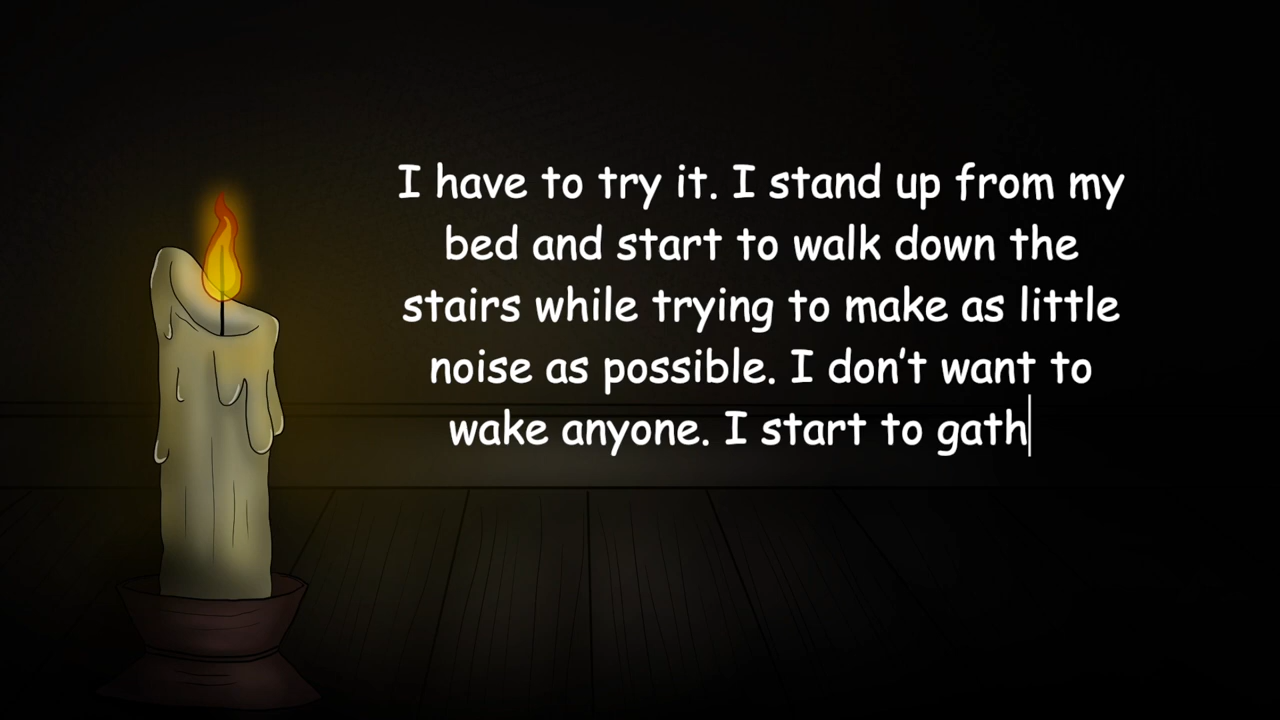 I have to try it. I stand up from my
bed and start to walk down the
stairs while trying to make as little
noise as possible. I don’t want to
wake anyone. I start to gath